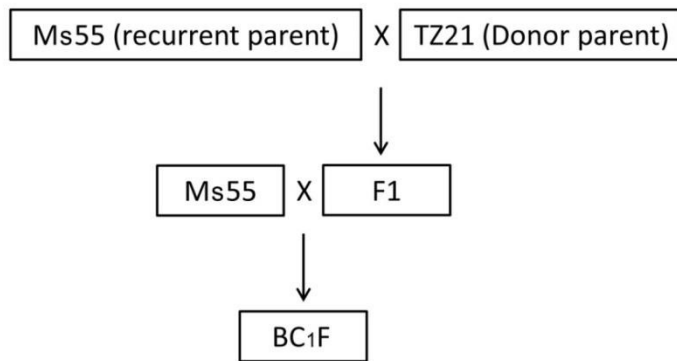 Ms55 (recurrent parent) X TZ21 (Donor parent)
Ms55 X F1
BC₁F